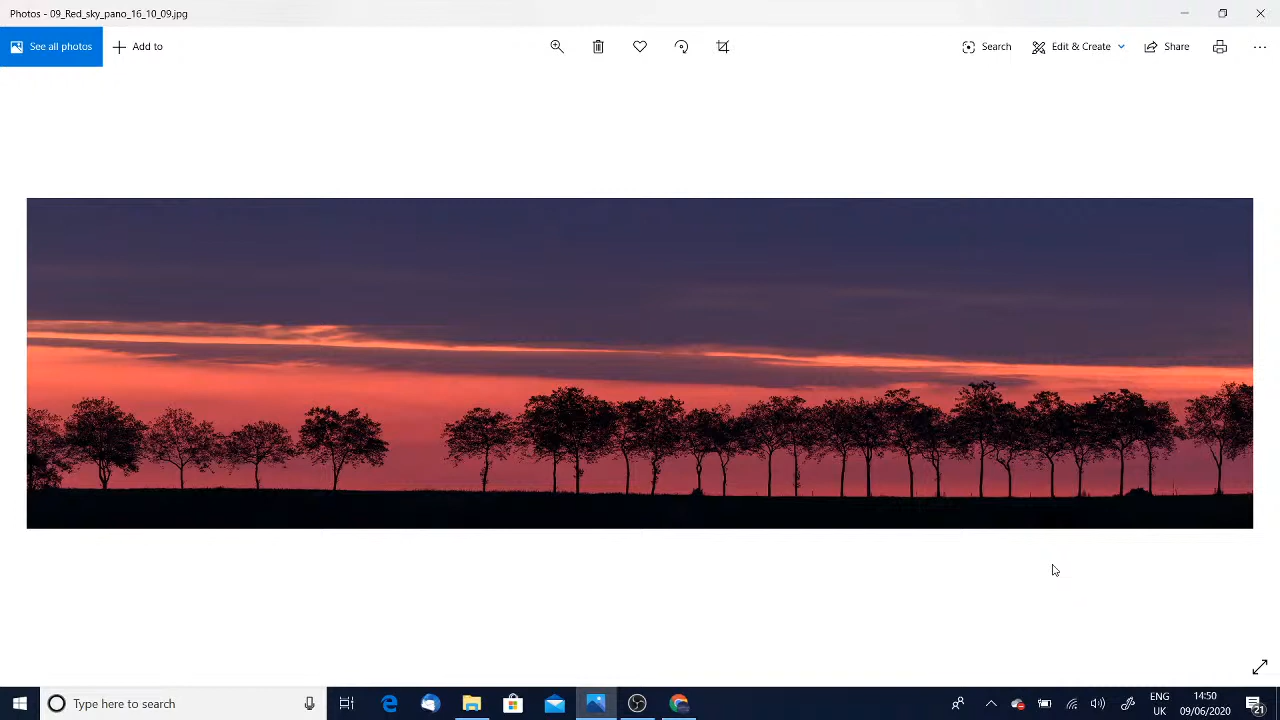 Photos - 09_Red_sky_pano_16_10_09.jpg
See all photos
Add to
Search
Edit & Create
Share
Type here to search
ENG
UK
14:50
09/06/2020
21